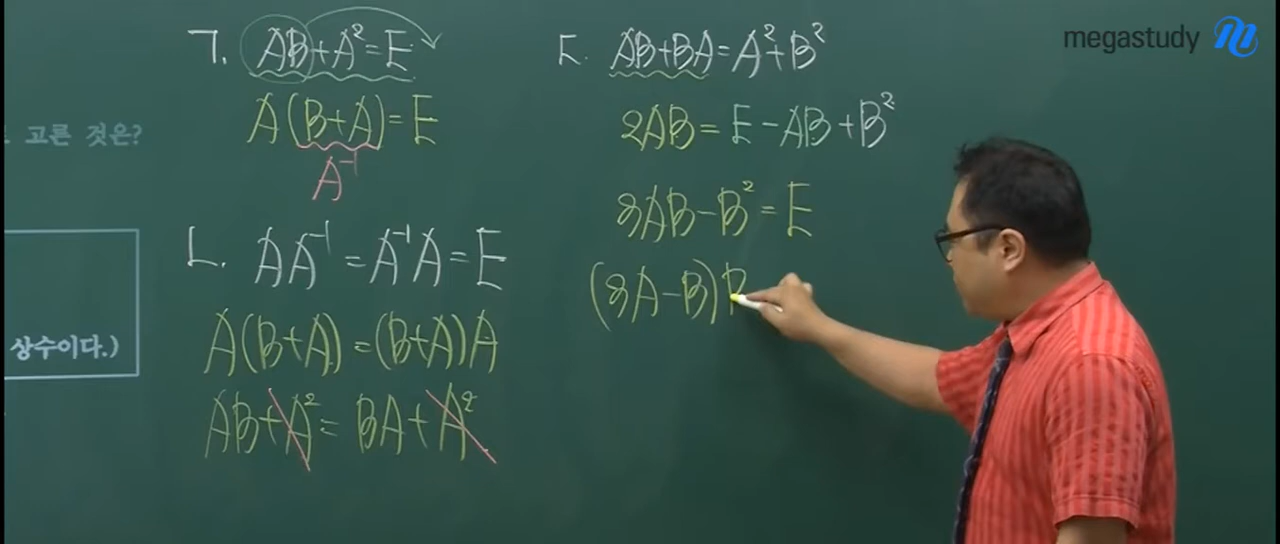 megastudy
고른 것은?
상수이다.)
ㄱ. AB+A²=E
A(B+A)=E
A⁻¹
ㄴ. AA⁻¹=A⁻¹A=E
A(B+A)=(B+A)A
AB+A²=BA+A²
ㄷ. AB+BA=A²+B²
2AB=E-AB+B²
3AB-B²=E
(3A-B)B